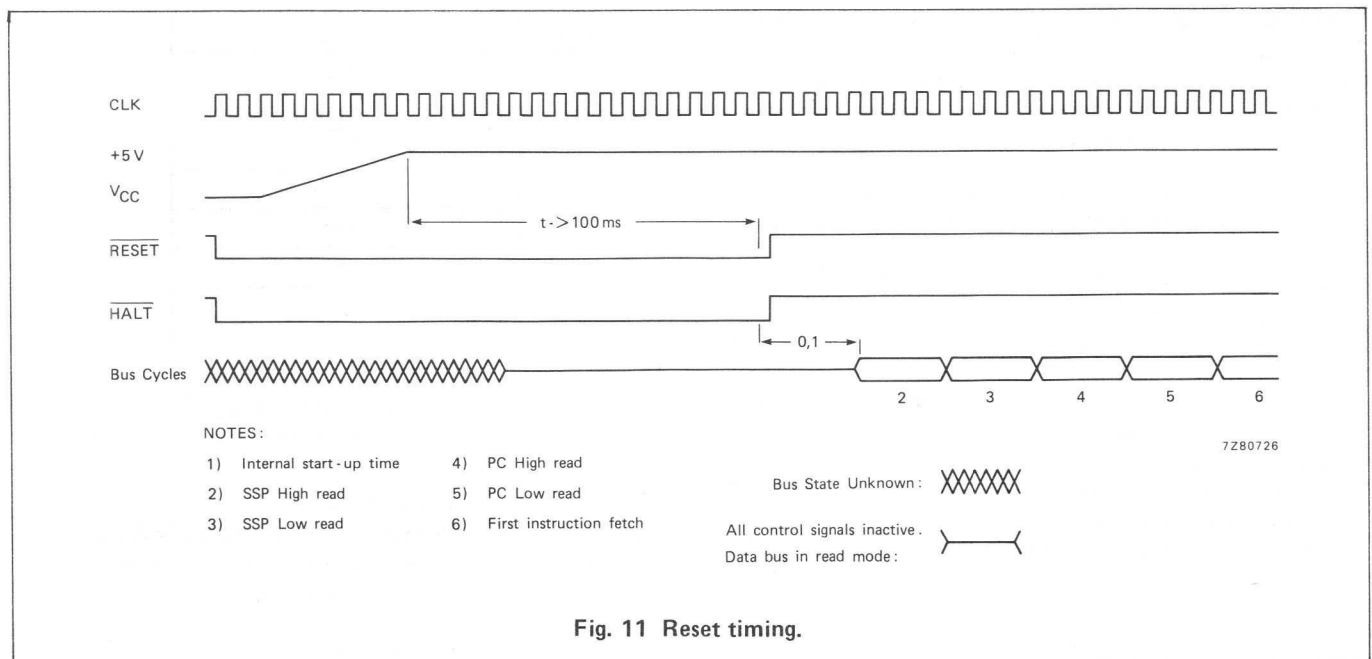 CLK
+5 V
VCC
t->100 ms
RESET
HALT
0,1
Bus Cycles
2 3 4 5 6
NOTES:
7Z80726
1) Internal start-up time
2) SSP High read
3) SSP Low read
4) PC High read
5) PC Low read
6) First instruction fetch
Bus State Unknown:
All control signals inactive.
Data bus in read mode:
Fig. 11 Reset timing.